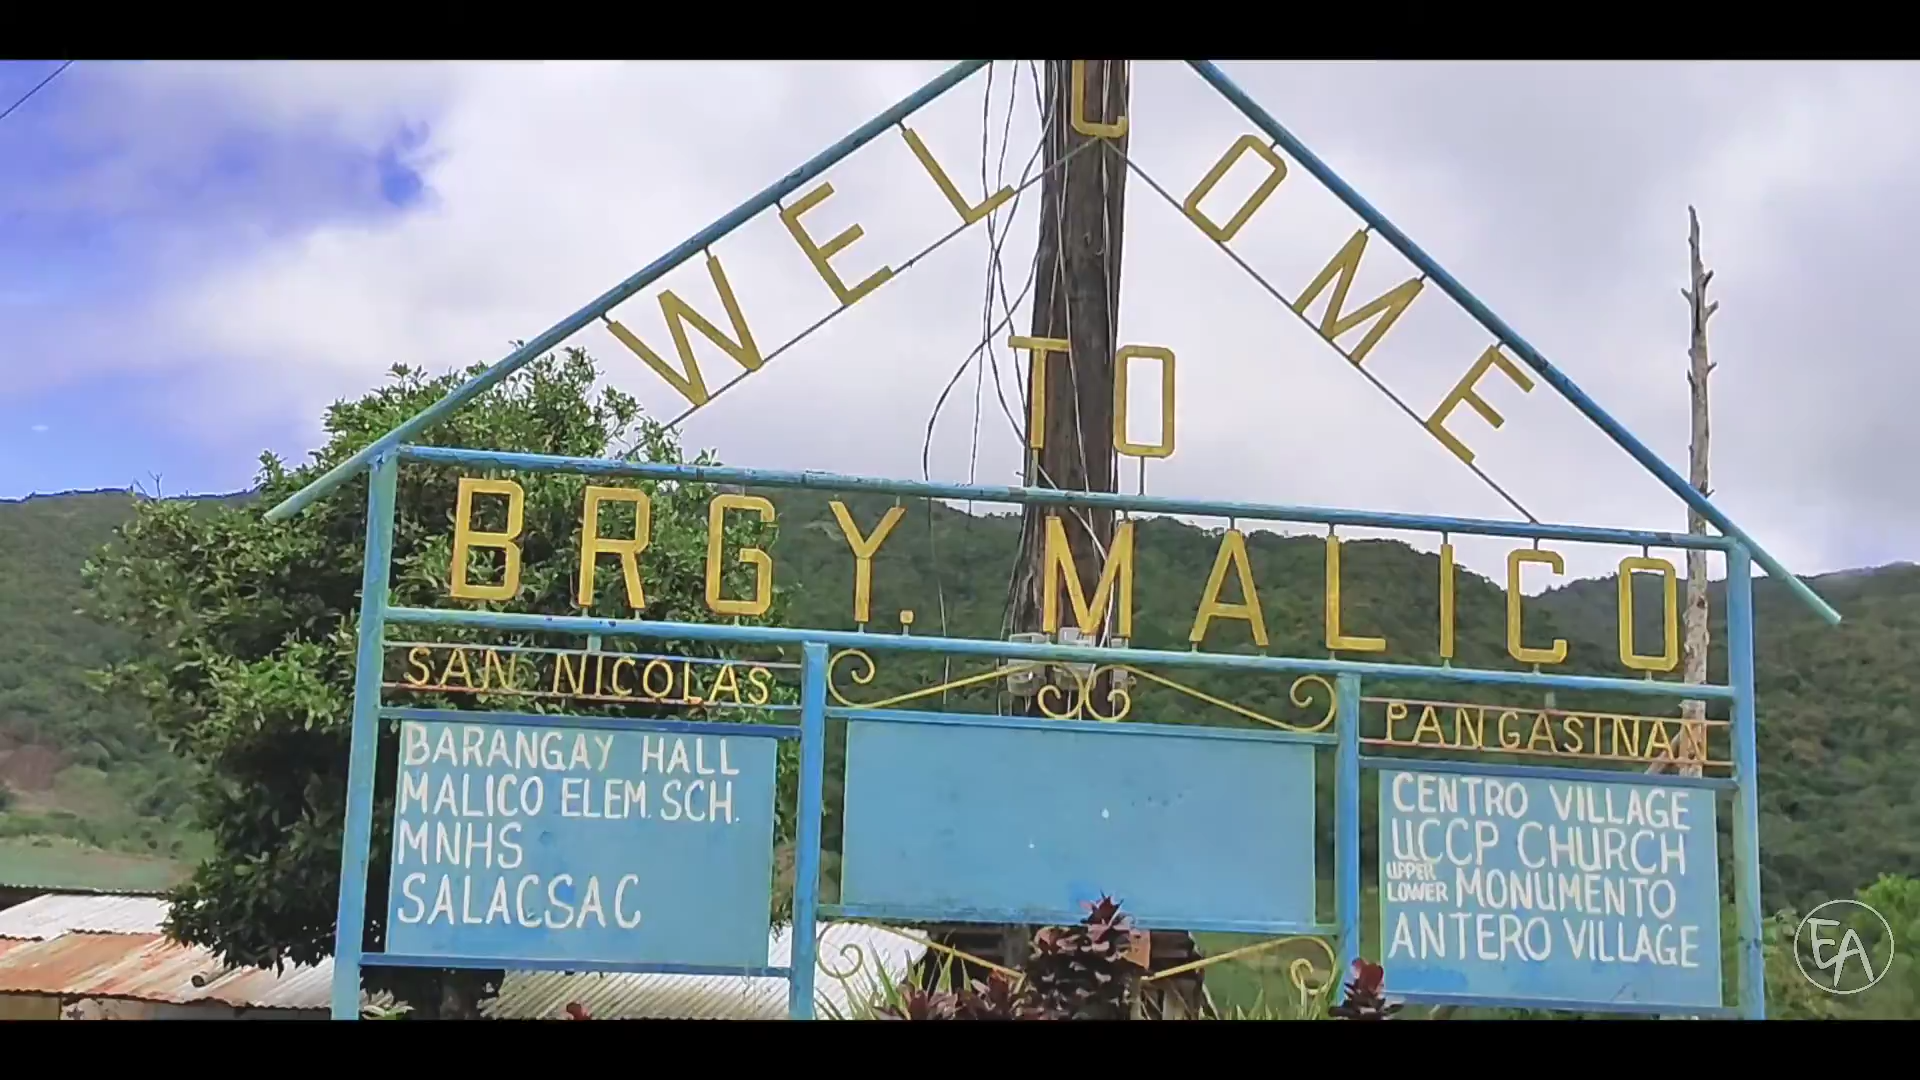 WELCOME
TO
BRGY. MALICO
SAN NICOLAS
PANGASINAN
BARANGAY HALL
MALICO ELEM. SCH.
MNHS
SALACSAC
CENTRO VILLAGE
UCCP CHURCH
UPPER
LOWER MONUMENTO
ANTERO VILLAGE
EA